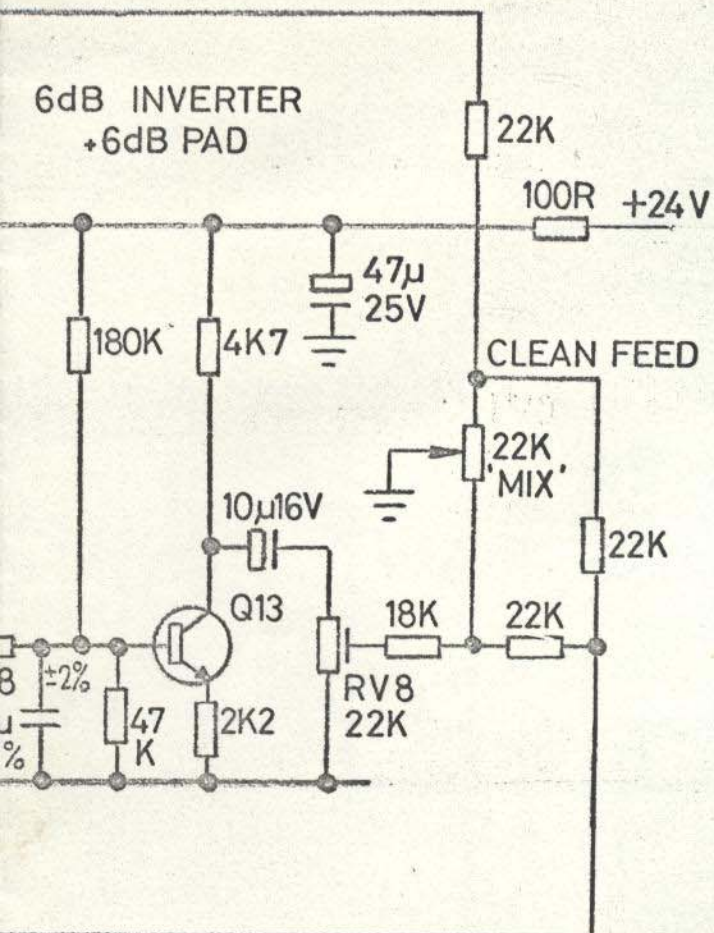 6dB INVERTER
+6dB PAD
22K
100R +24V
47µ
25V
180K
4K7
CLEAN FEED
22K
'MIX'
10µ16V
22K
Q13
18K
22K
8
±2%
RV8
22K
µ
47
K
2K2
%